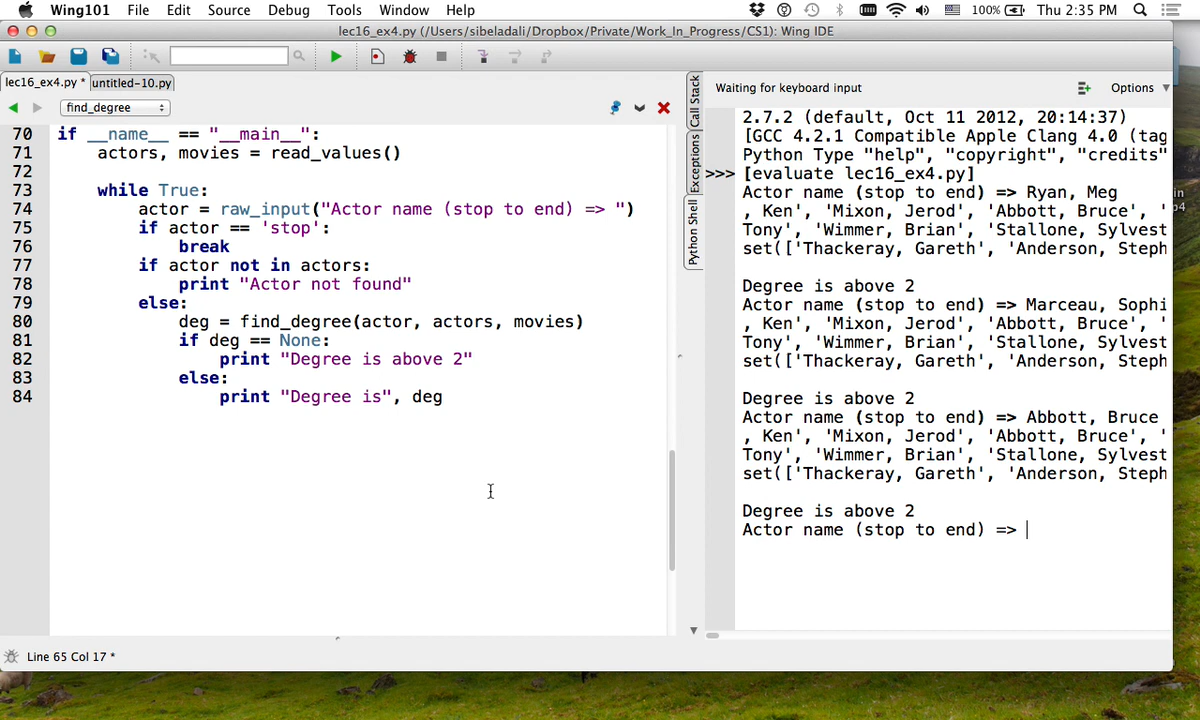 Wing101 File Edit Source Debug Tools Window Help 100% Thu 2:35 PM
lec16_ex4.py (/Users/sibeladali/Dropbox/Private/Work_In_Progress/CS1): Wing IDE
lec16_ex4.py * untitled-10.py
find_degree
70 if __name__ == "__main__":
71 actors, movies = read_values()
72
73 while True:
74 actor = raw_input("Actor name (stop to end) => ")
75 if actor == 'stop':
76 break
77 if actor not in actors:
78 print "Actor not found"
79 else:
80 deg = find_degree(actor, actors, movies)
81 if deg == None:
82 print "Degree is above 2"
83 else:
84 print "Degree is", deg
Line 65 Col 17 *
Call Stack
Exceptions
Python Shell
Waiting for keyboard input
Options
2.7.2 (default, Oct 11 2012, 20:14:37)
[GCC 4.2.1 Compatible Apple Clang 4.0 (tag
Python Type "help", "copyright", "credits"
>>> [evaluate lec16_ex4.py]
Actor name (stop to end) => Ryan, Meg
, Ken', 'Mixon, Jerod', 'Abbott, Bruce', '
Tony', 'Wimmer, Brian', 'Stallone, Sylvest
set(['Thackeray, Gareth', 'Anderson, Steph
Degree is above 2
Actor name (stop to end) => Marceau, Sophi
, Ken', 'Mixon, Jerod', 'Abbott, Bruce', '
Tony', 'Wimmer, Brian', 'Stallone, Sylvest
set(['Thackeray, Gareth', 'Anderson, Steph
Degree is above 2
Actor name (stop to end) => Abbott, Bruce
, Ken', 'Mixon, Jerod', 'Abbott, Bruce', '
Tony', 'Wimmer, Brian', 'Stallone, Sylvest
set(['Thackeray, Gareth', 'Anderson, Steph
Degree is above 2
Actor name (stop to end) =>